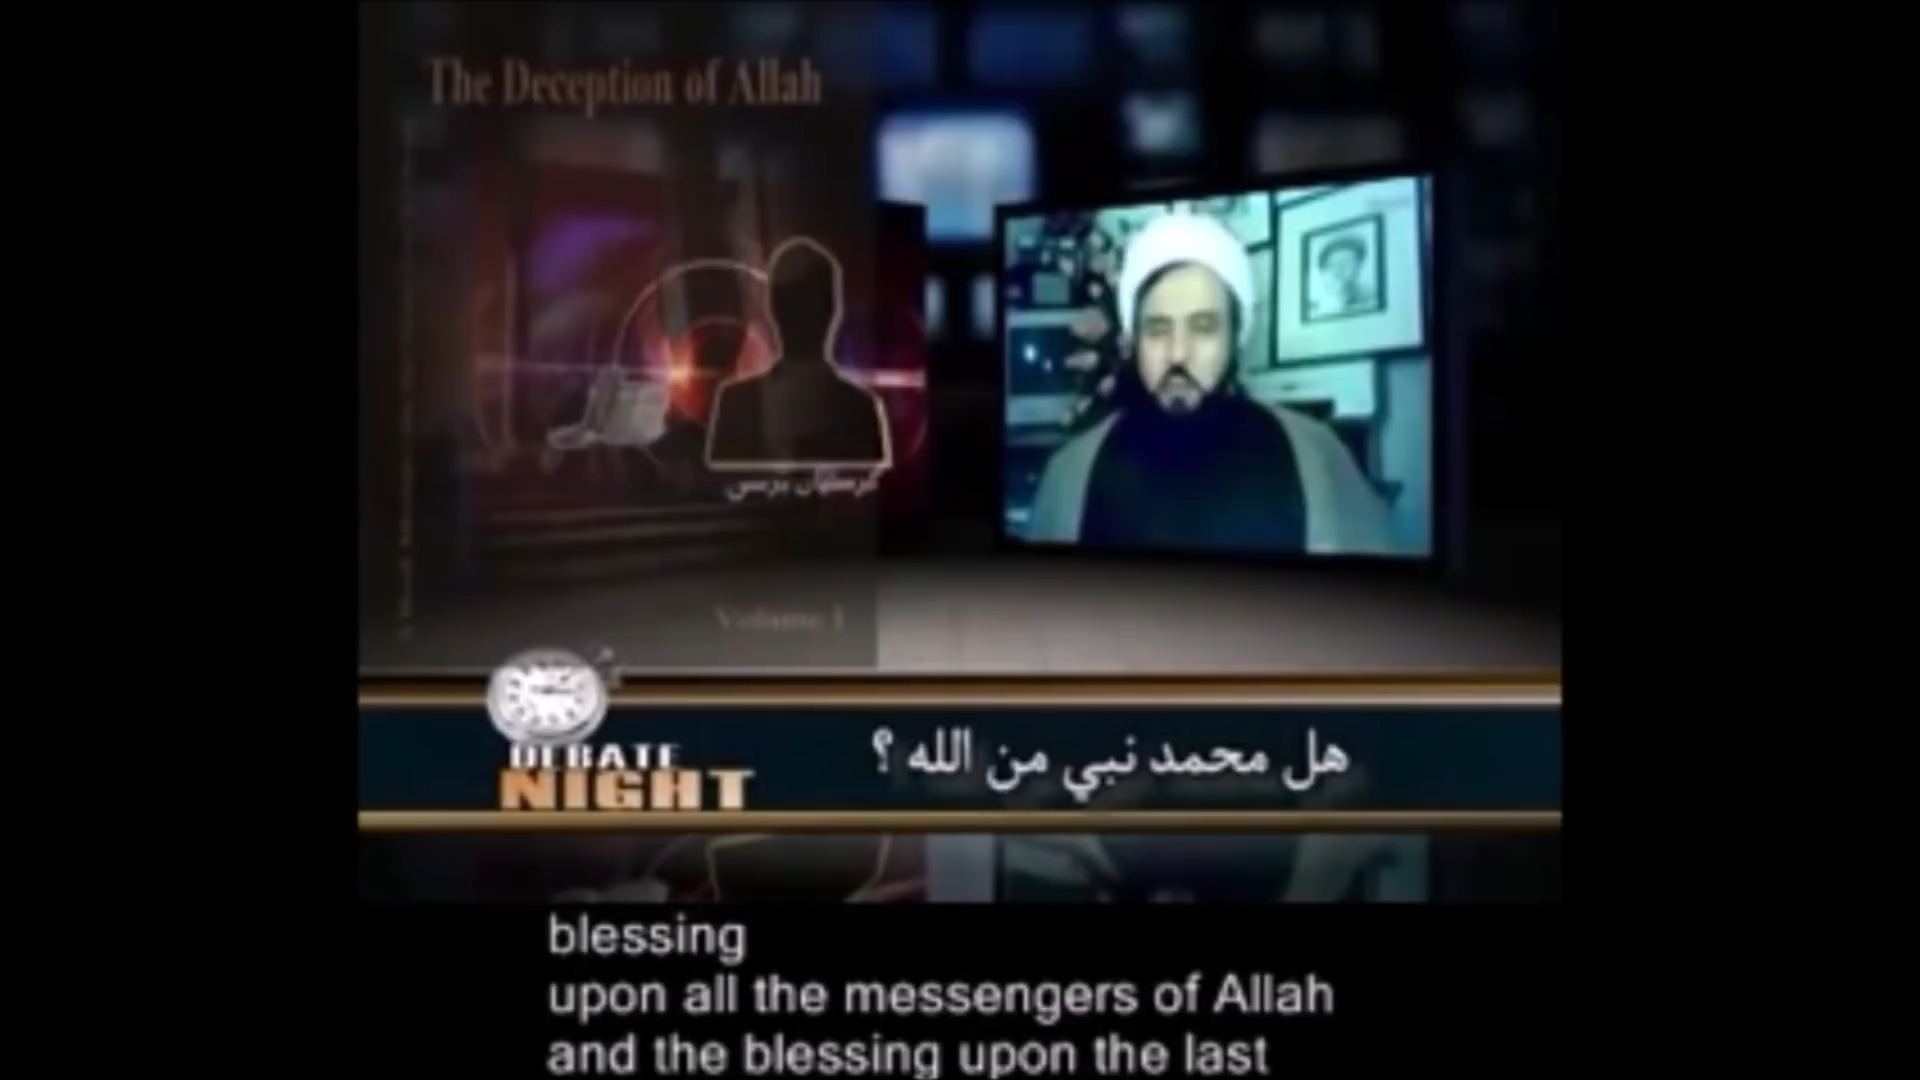 The Deception of Allah
Volume 1
DEBATE
NIGHT
هل محمد نبي من الله ؟
blessing
upon all the messengers of Allah
and the blessing upon the last